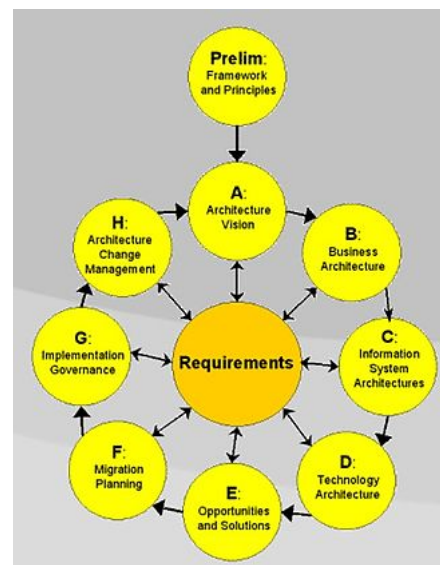 Prelim:
Framework
and Principles
A:
Architecture
Vision
B:
Business
Architecture
C:
Information
System
Architectures
D:
Technology
Architecture
E:
Opportunities
and Solutions
F:
Migration
Planning
G:
Implementation
Governance
H:
Architecture
Change
Management
Requirements